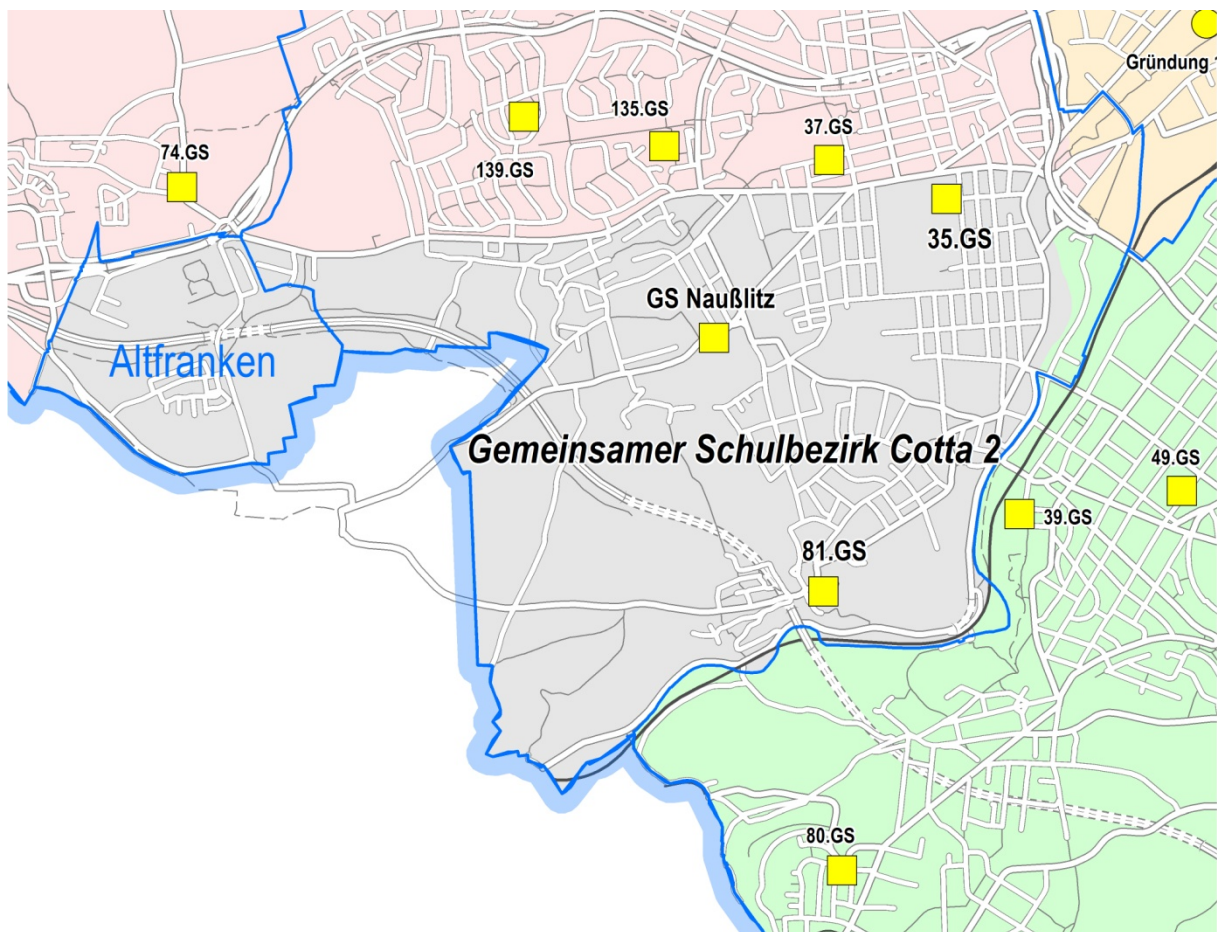 Gründung
135.GS
37.GS
74.GS
139.GS
35.GS
GS Naußlitz
Altfranken
Gemeinsamer Schulbezirk Cotta 2
49.GS
39.GS
81.GS
80.GS